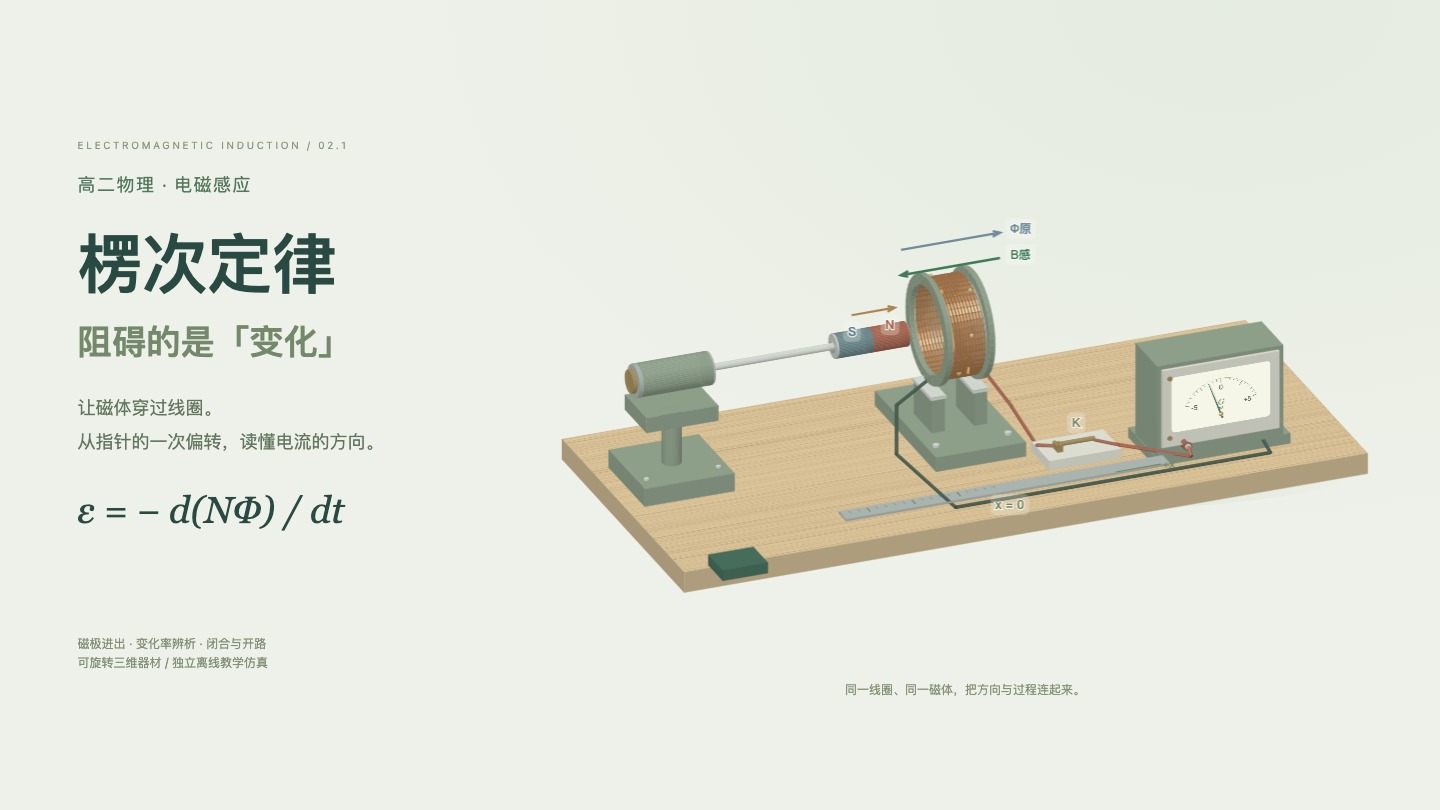 ELECTROMAGNETIC INDUCTION / 02.1
高二物理 · 电磁感应
楞次定律
阻碍的是「变化」
让磁体穿过线圈。
从指针的一次偏转，读懂电流的方向。
ε = − d(NΦ) / dt
磁极进出 · 变化率辨析 · 闭合与开路
可旋转三维器材 / 独立离线教学仿真
Φ原
B感
S
N
K
-5
0
+5
G
x = 0
同一线圈、同一磁体，把方向与过程连起来。